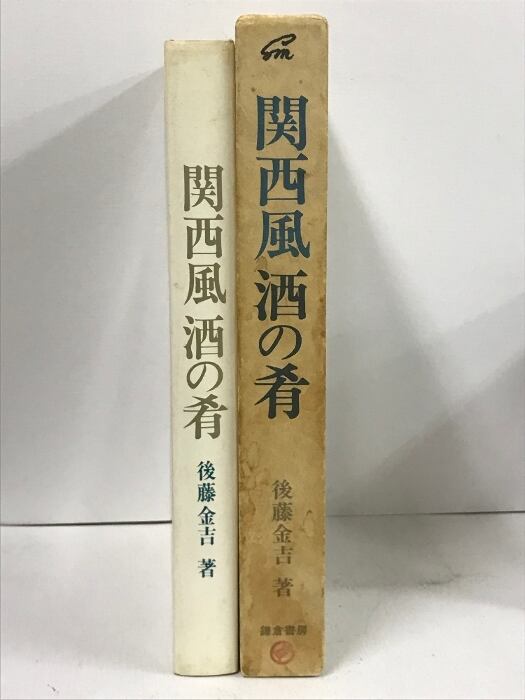 関西風 酒の肴
後藤金吉 著
関西風 酒の肴
後藤金吉 著
鎌倉書房